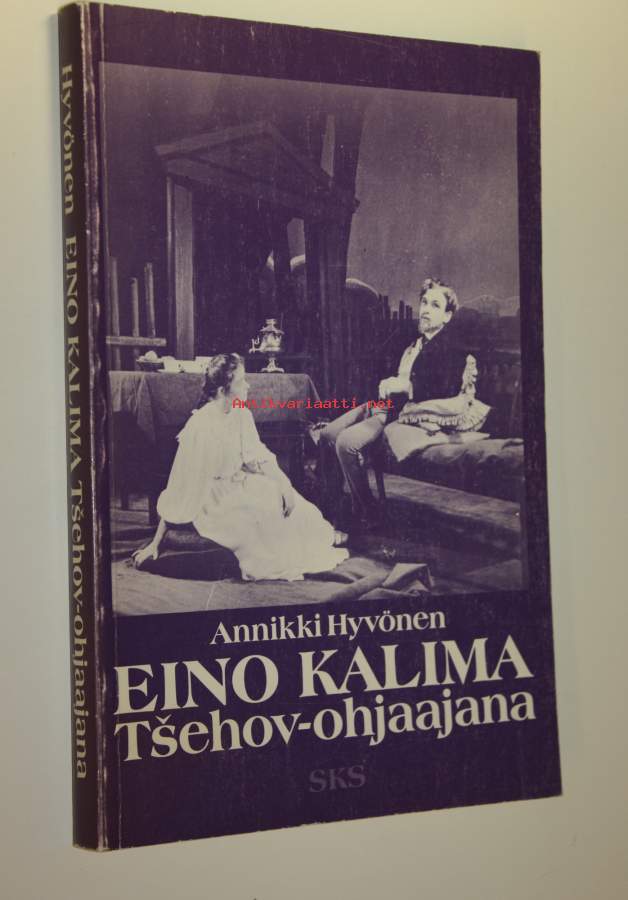 Hyvönen EINO KALIMA Tšehov-ohjaajana
Antikvariaatti.net
Annikki Hyvönen
EINO KALIMA
Tšehov-ohjaajana
SKS